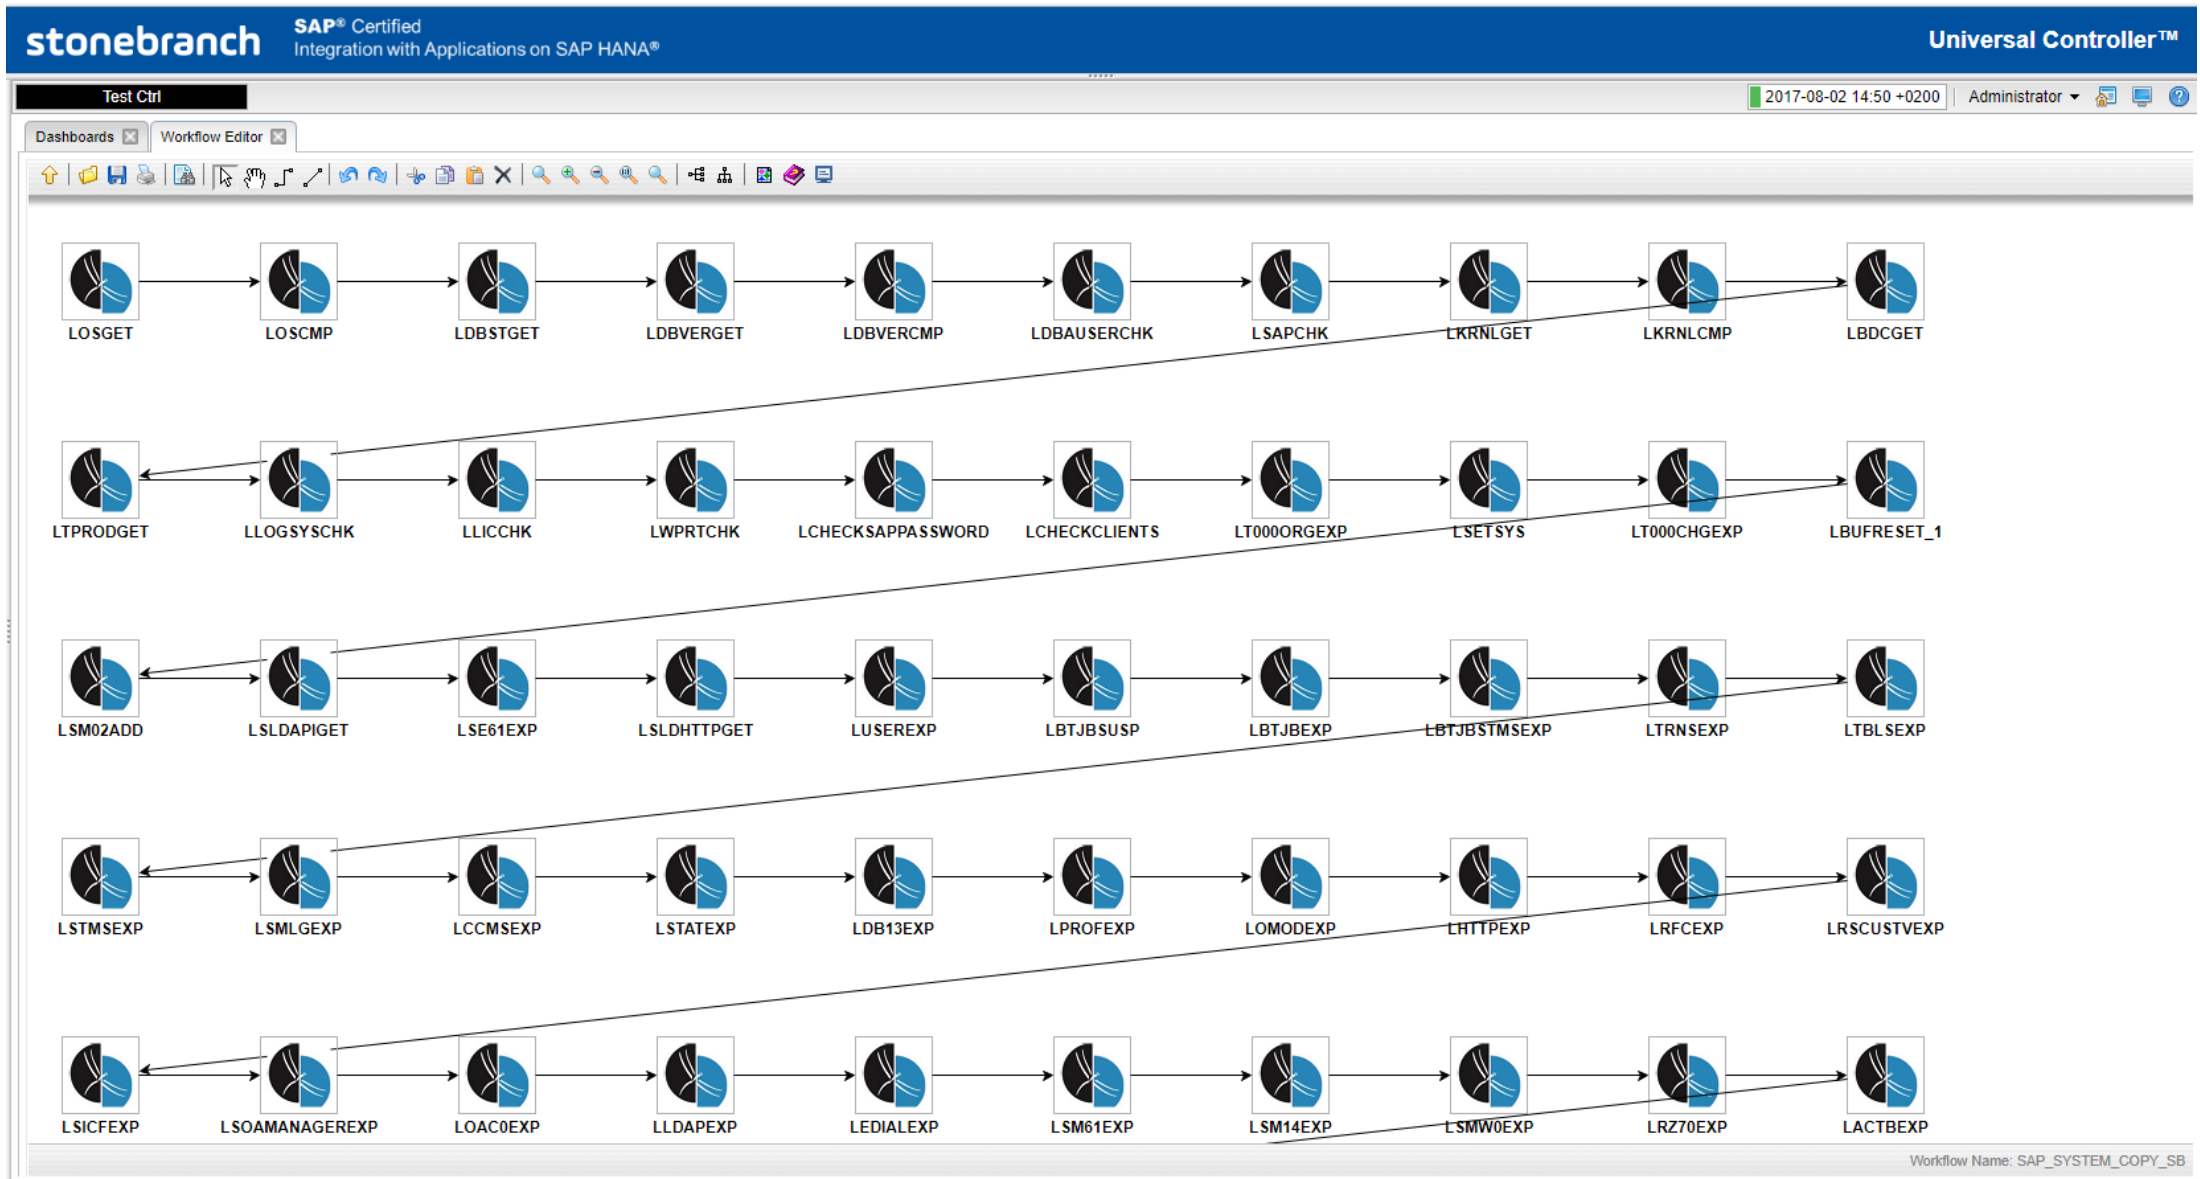 stonebranch
SAP® Certified
Integration with Applications on SAP HANA®
Universal Controller™
Test Ctrl
2017-08-02 14:50 +0200
Administrator
Dashboards
Workflow Editor
LOSGET LOSCMP LDBSTGET LDBVERGET LDBVERCMP LDBAUSERCHK LSAPCHK LKRNLGET LKRNLCMP LBDCGET
LTPRODGET LLOGSYSCHK LLICCHK LWPRTCHK LCHECKSAPPASSWORD LCHECKCLIENTS LT000ORGEXP LSETSYS LT000CHGEXP LBUFRESET_1
LSM02ADD LSLDAPIGET LSE61EXP LSLDHTTPGET LUSEREXP LBTJBSUSP LBTJBEXP LBTJBSTMSEXP LTRNSEXP LTBLSEXP
LSTMSEXP LSMLGEXP LCCMSEXP LSTATEXP LDB13EXP LPROFEXP LOMODEXP LHTTPEXP LRFCEXP LRSCUSTVEXP
LSICFEXP LSOAMANAGEREXP LOAC0EXP LLDAPEXP LEDIALEXP LSM61EXP LSM14EXP LSMW0EXP LRZ70EXP LACTBEXP
Workflow Name: SAP_SYSTEM_COPY_SB